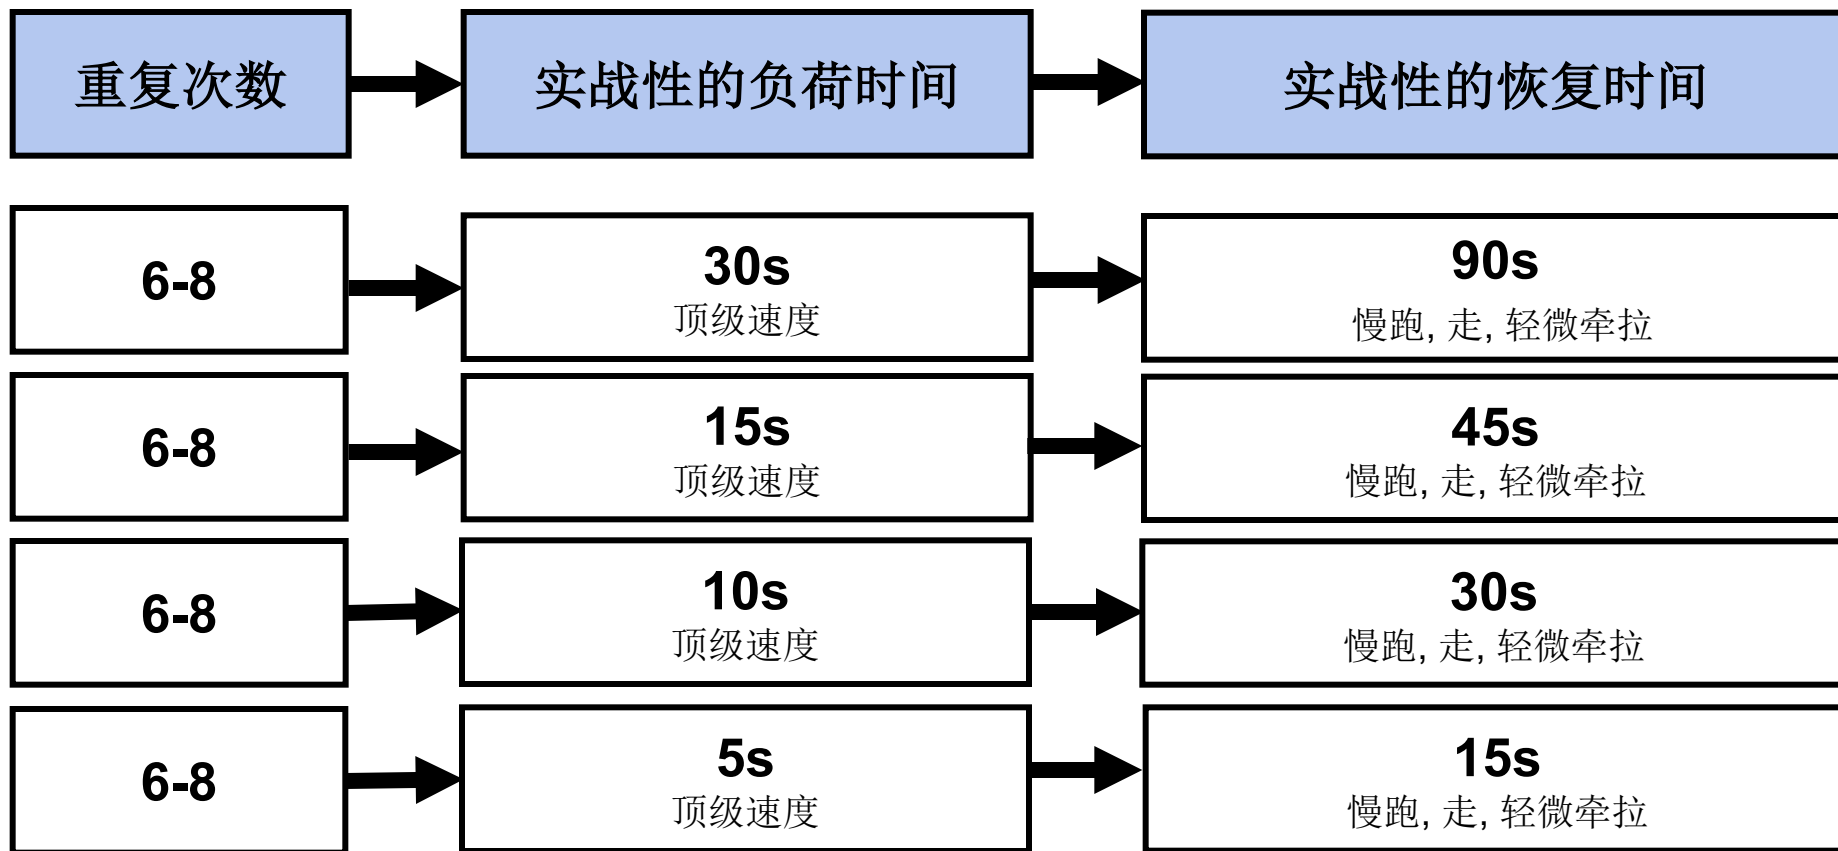 重复次数
实战性的负荷时间
实战性的恢复时间
6-8
30s
顶级速度
90s
慢跑, 走, 轻微牵拉
6-8
15s
顶级速度
45s
慢跑, 走, 轻微牵拉
6-8
10s
顶级速度
30s
慢跑, 走, 轻微牵拉
6-8
5s
顶级速度
15s
慢跑, 走, 轻微牵拉